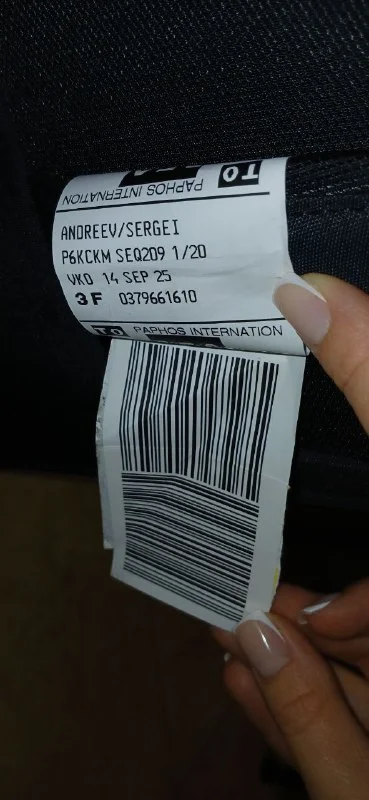 TO
PAPHOS INTERNATION
ANDREEV/SERGEI
P6KCKM SEQ209 1/20
VKO 14 SEP 25
3F 0379661610
TO PAPHOS INTERNATION